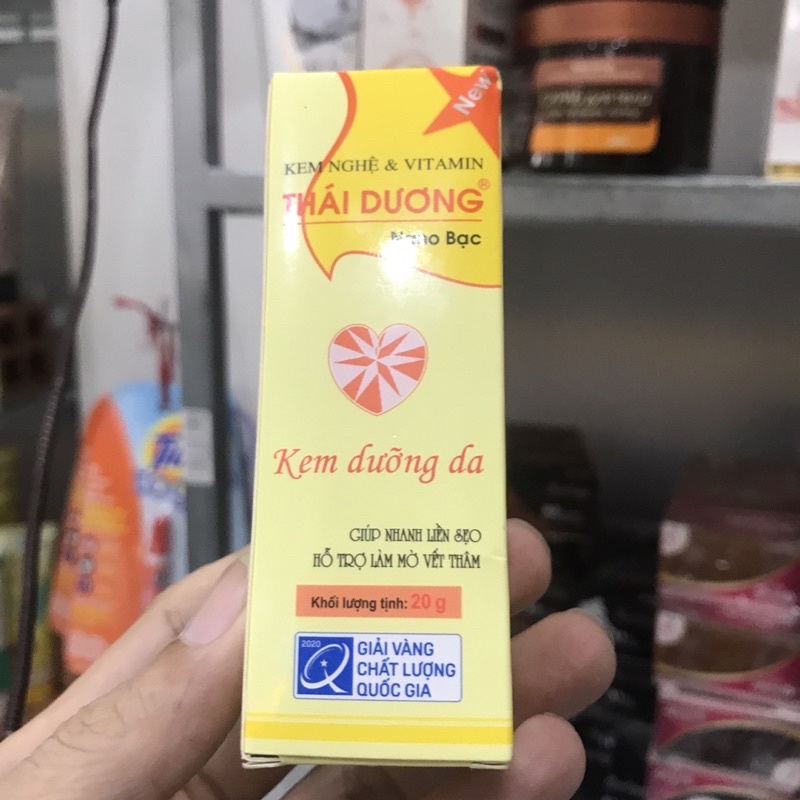 New
KEM NGHỆ & VITAMIN
THÁI DƯƠNG®
Nano Bạc
Kem dưỡng da
GIÚP NHANH LIỀN SẸO
HỖ TRỢ LÀM MỜ VẾT THÂM
Khối lượng tịnh: 20 g
2020
GIẢI VÀNG
CHẤT LƯỢNG
QUỐC GIA